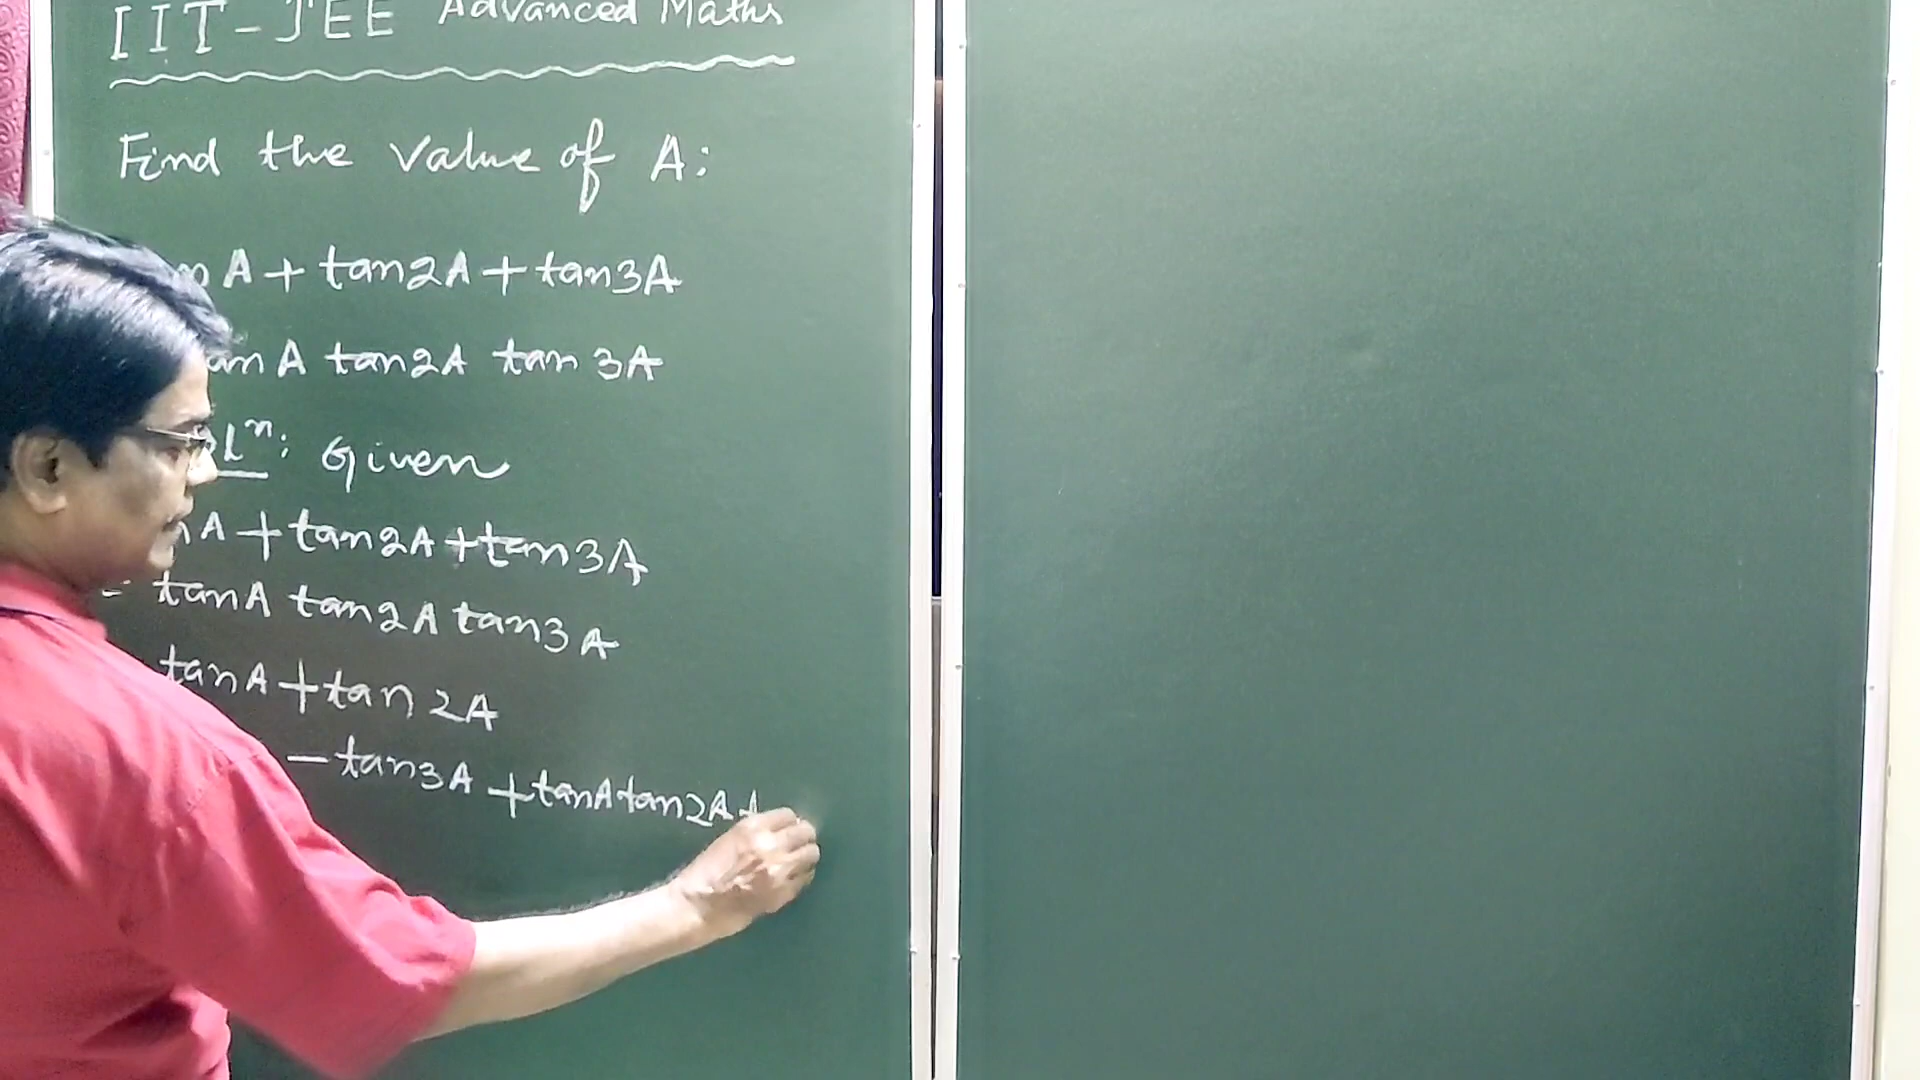 IIT-JEE Advanced Maths
Find the value of A:
A + tan2A + tan3A
A tan2A tan 3A
Given
A + tan2A + tan3A
= tanA tan2A tan3A
tanA + tan 2A
- tan3A + tanA tan2A